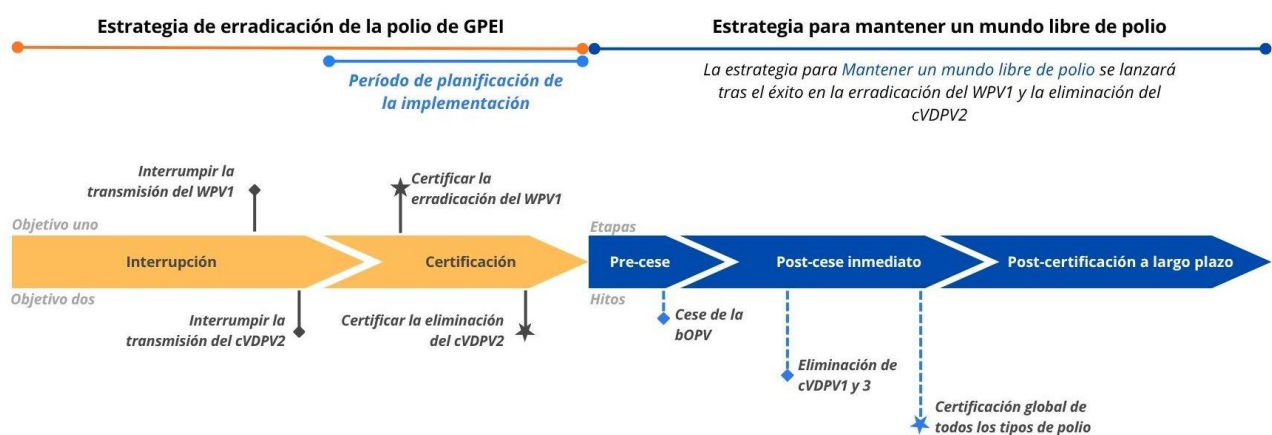 Estrategia de erradicación de la polio de GPEI
Estrategia para mantener un mundo libre de polio
Período de planificación de
la implementación
La estrategia para Mantener un mundo libre de polio se lanzará
tras el éxito en la erradicación del WPV1 y la eliminación del
cVDPV2
Interrumpir la
transmisión del WPV1
Certificar la
erradicación del WPV1
Objetivo uno
Etapas
Interrupción
Certificación
Pre-cese
Post-cese inmediato
Post-certificación a largo plazo
Objetivo dos
Hitos
Interrumpir la
transmisión del cVDPV2
Certificar la eliminación
del cVDPV2
Cese de la
bOPV
Eliminación de
cVDPV1 y 3
Certificación global de
todos los tipos de polio